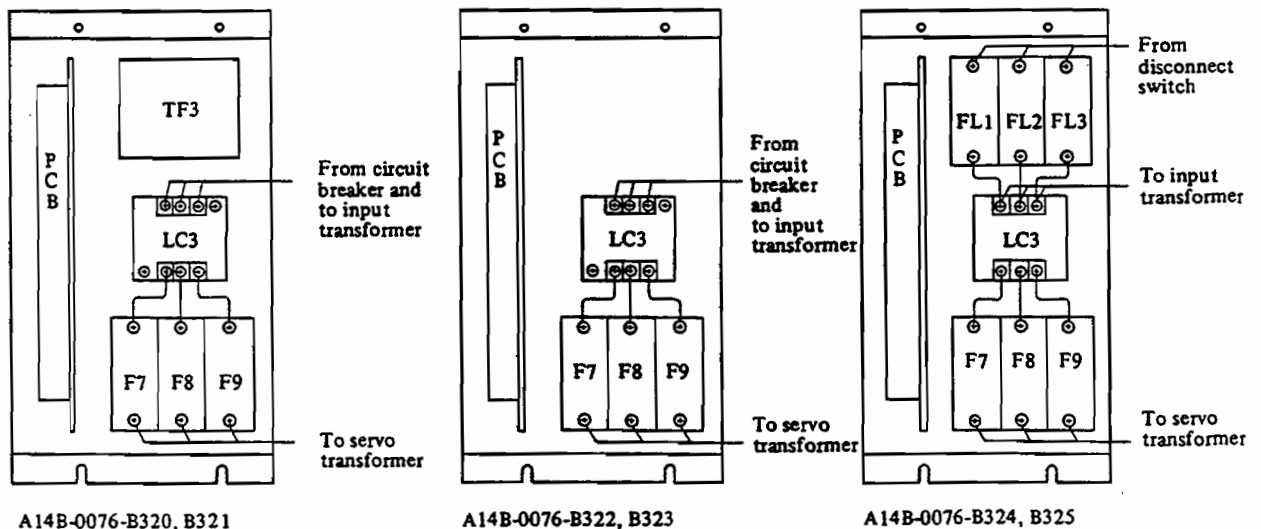 TF3
P
C
B
From circuit
breaker and
to input
transformer
LC3
F7 F8 F9
To servo
transformer
A14B-0076-B320, B321
P
C
B
From
circuit
breaker
and
to input
transformer
LC3
F7 F8 F9
To servo
transformer
A14B-0076-B322, B323
From
disconnect
switch
FL1 FL2 FL3
P
C
B
To input
transformer
LC3
F7 F8 F9
To servo
transformer
A14B-0076-B324, B325